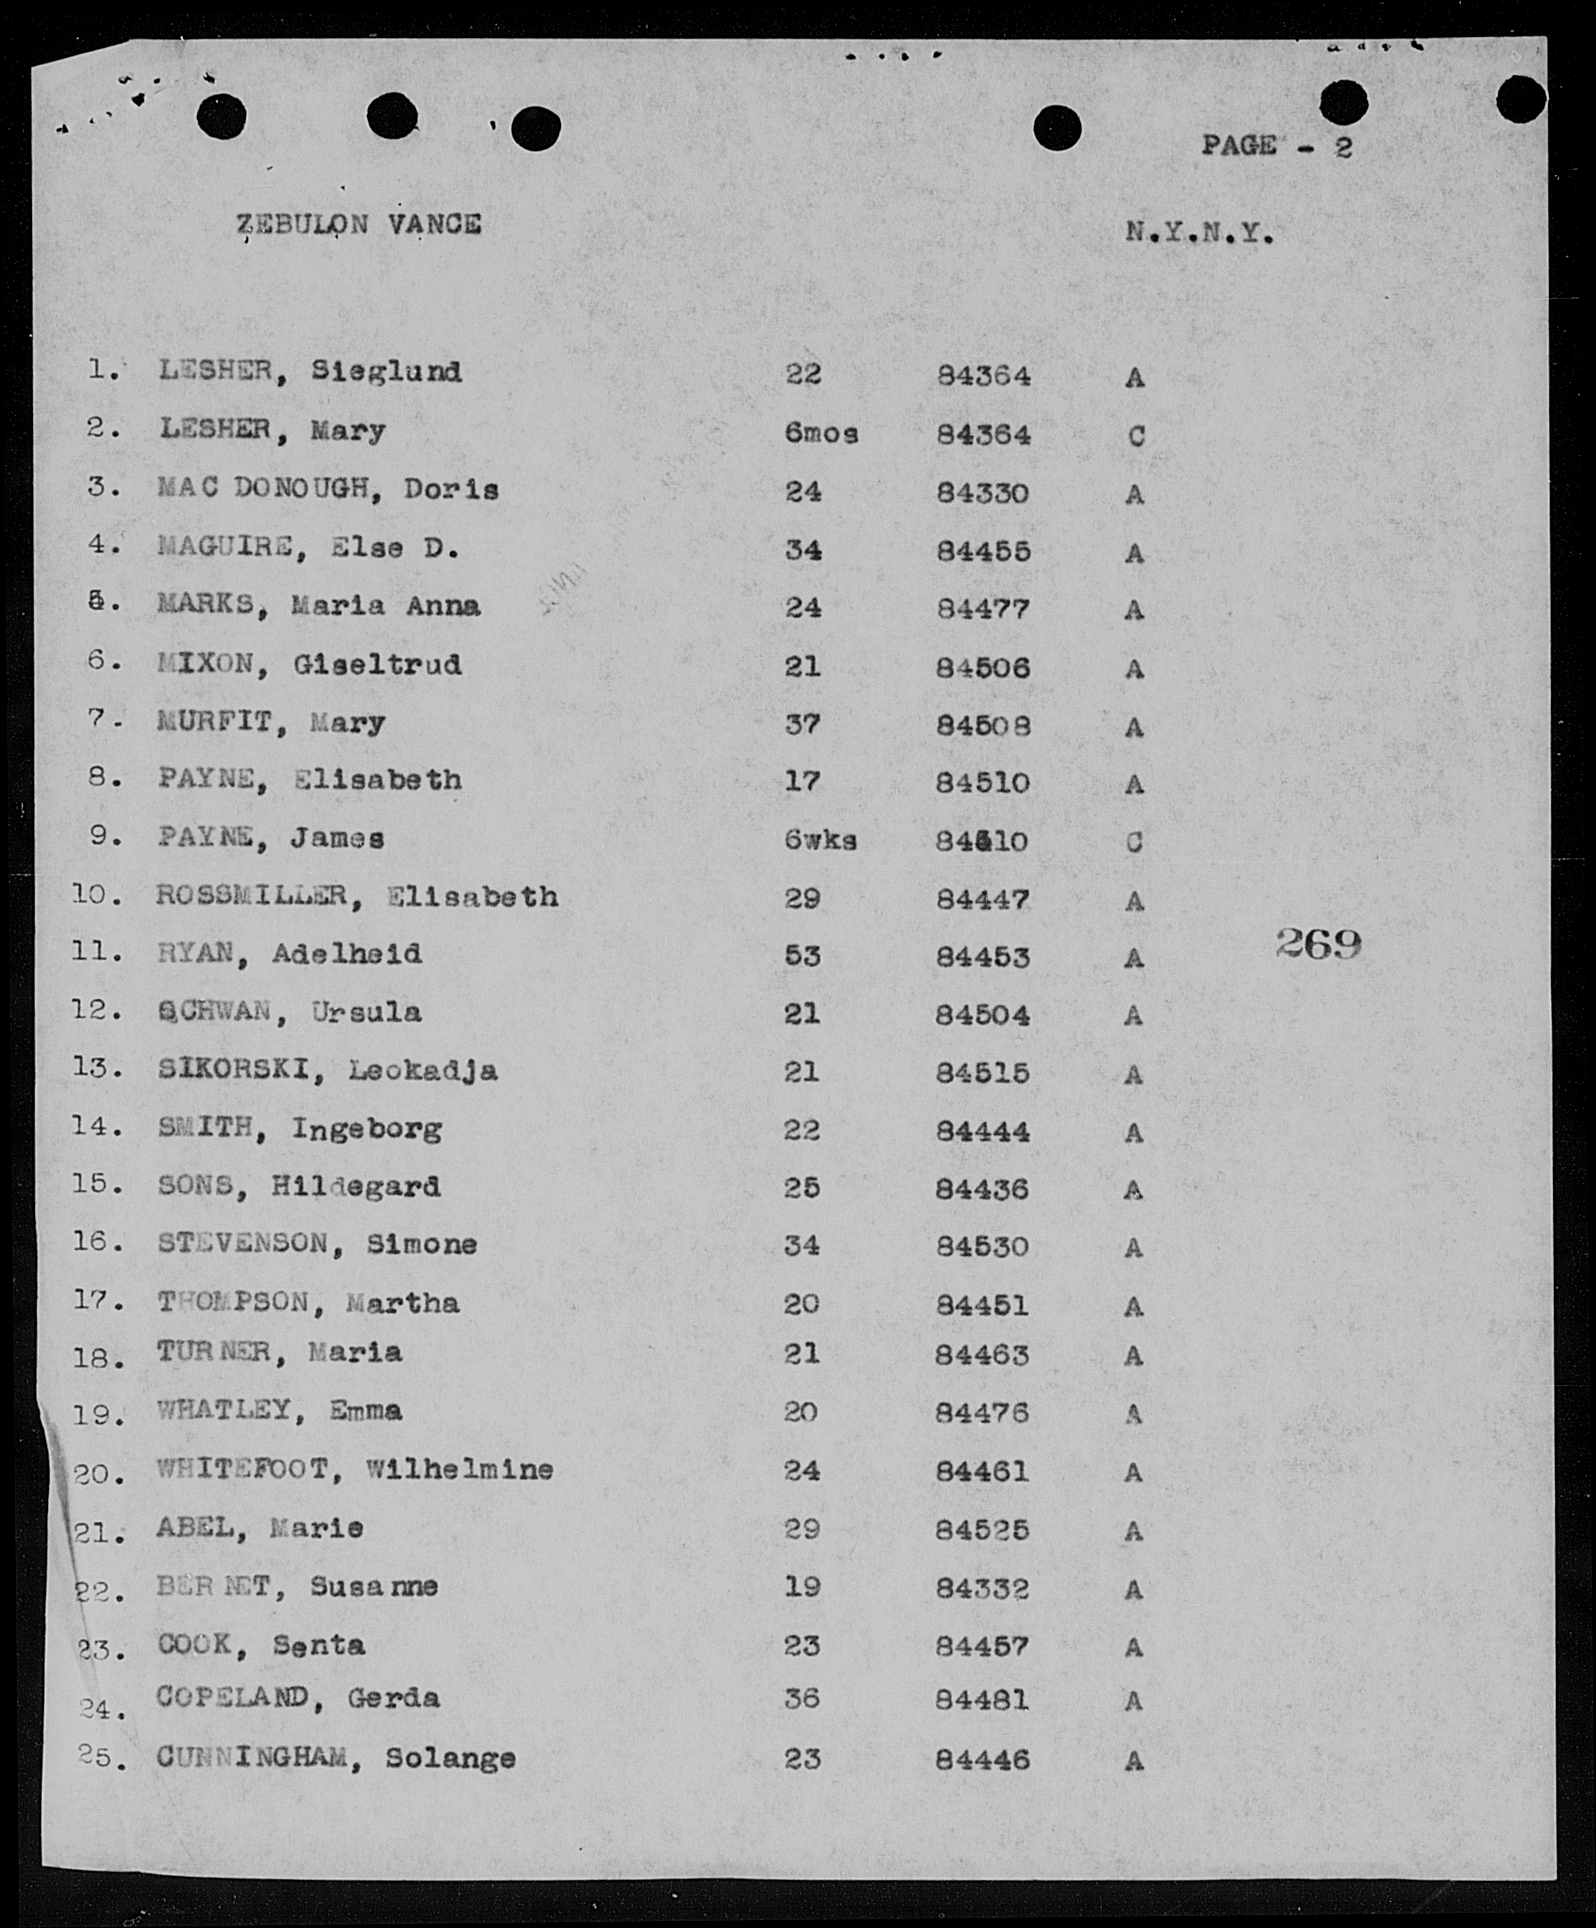 PAGE - 2
ZEBULON VANCE N.Y.N.Y.
1. LESHER, Sieglund 22 84364 A
2. LESHER, Mary 6mos 84364 C
3. MAC DONOUGH, Doris 24 84330 A
4. MAGUIRE, Else D. 34 84455 A
5. MARKS, Maria Anna 24 84477 A
6. MIXON, Giseltrud 21 84506 A
7. MURFIT, Mary 37 84508 A
8. PAYNE, Elisabeth 17 84510 A
9. PAYNE, James 6wks 84510 C
10. ROSSMILLER, Elisabeth 29 84447 A
11. RYAN, Adelheid 53 84453 A
269
12. SCHWAN, Ursula 21 84504 A
13. SIKORSKI, Leokadja 21 84515 A
14. SMITH, Ingeborg 22 84444 A
15. SONS, Hildegard 25 84436 A
16. STEVENSON, Simone 34 84530 A
17. THOMPSON, Martha 20 84451 A
18. TURNER, Maria 21 84463 A
19. WHATLEY, Emma 20 84476 A
20. WHITEFOOT, Wilhelmine 24 84461 A
21. ABEL, Marie 29 84525 A
22. BERNET, Susanne 19 84332 A
23. COOK, Senta 23 84457 A
24. COPELAND, Gerda 36 84481 A
25. CUNNINGHAM, Solange 23 84446 A